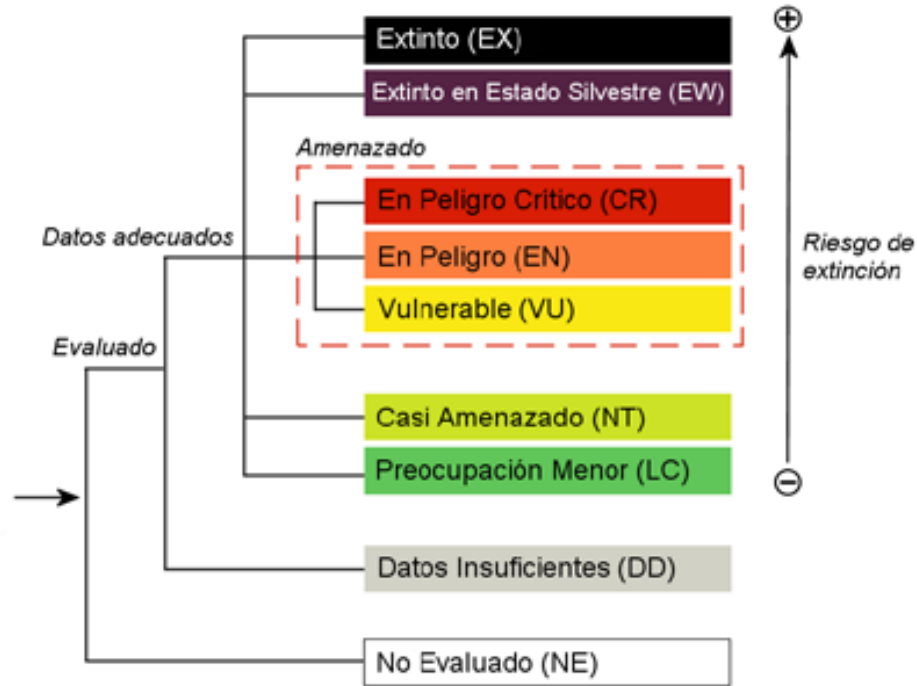 Extinto (EX)
Extinto en Estado Silvestre (EW)
Amenazado
En Peligro Crítico (CR)
Datos adecuados
En Peligro (EN)
Riesgo de
extinción
Vulnerable (VU)
Evaluado
Casi Amenazado (NT)
Preocupación Menor (LC)
Datos Insuficientes (DD)
No Evaluado (NE)